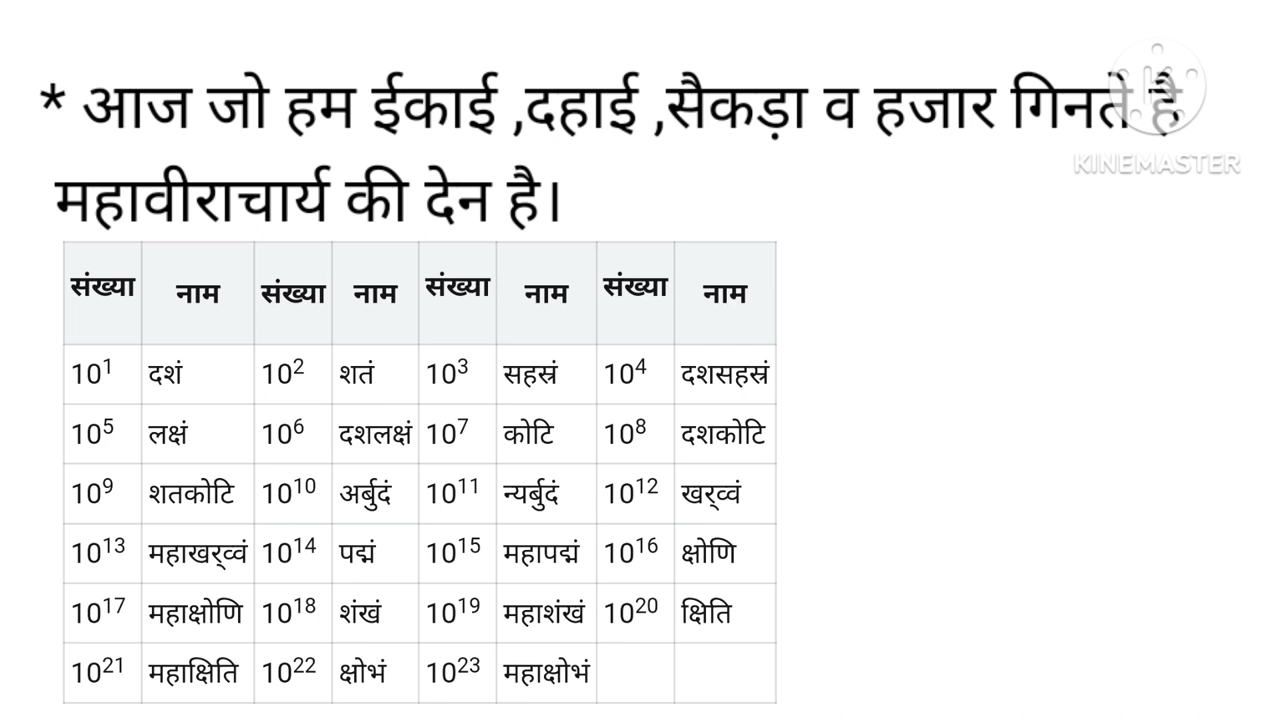 * आज जो हम ईकाई ,दहाई ,सैकड़ा व हजार गिनते है
KINEMASTER
महावीराचार्य की देन है।
संख्या नाम संख्या नाम संख्या नाम संख्या नाम
10¹ दशं 10² शतं 10³ सहस्रं 10⁴ दशसहस्रं
10⁵ लक्षं 10⁶ दशलक्षं 10⁷ कोटि 10⁸ दशकोटि
10⁹ शतकोटि 10¹⁰ अर्बुदं 10¹¹ न्यर्बुदं 10¹² खर्व्वं
10¹³ महाखर्व्वं 10¹⁴ पद्मं 10¹⁵ महापद्मं 10¹⁶ क्षोणि
10¹⁷ महाक्षोणि 10¹⁸ शंखं 10¹⁹ महाशंखं 10²⁰ क्षिति
10²¹ महाक्षिति 10²² क्षोभं 10²³ महाक्षोभं